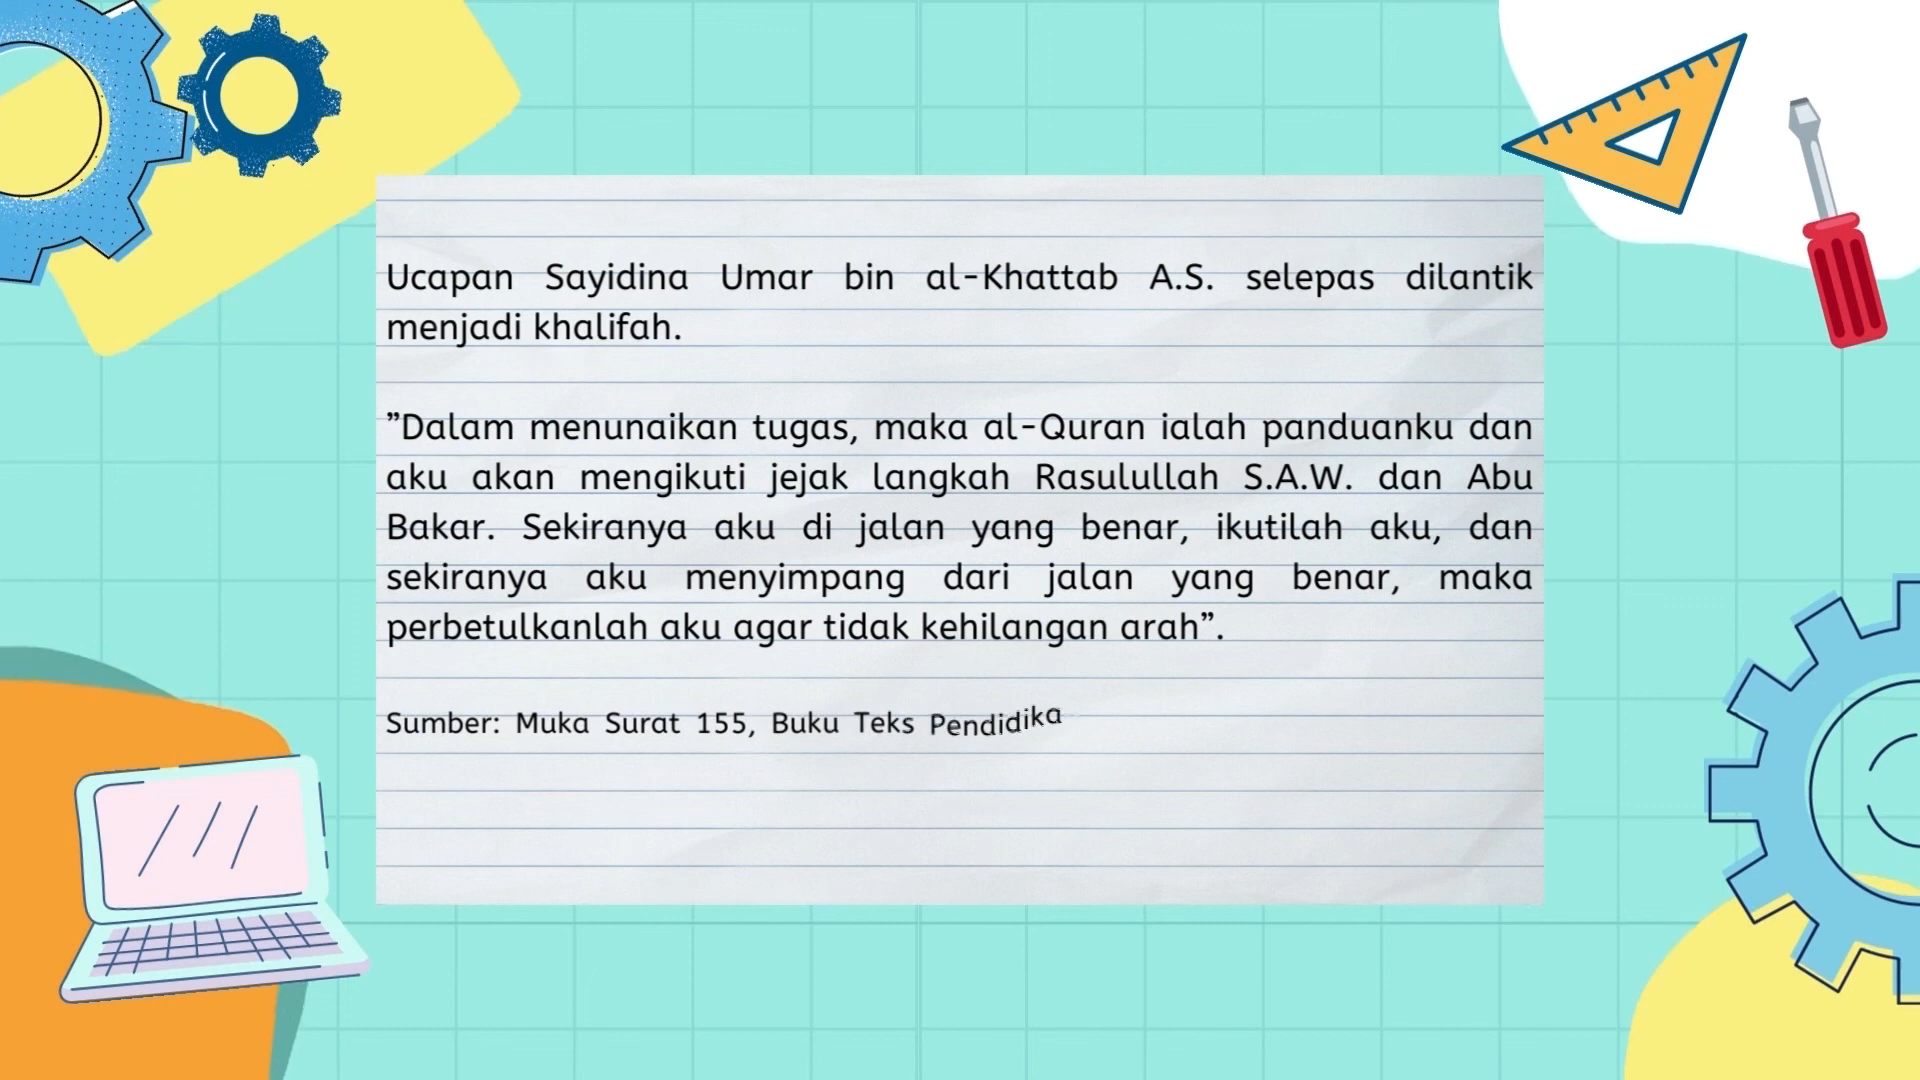 Ucapan Sayidina Umar bin al-Khattab A.S. selepas dilantik
menjadi khalifah.
”Dalam menunaikan tugas, maka al-Quran ialah panduanku dan
aku akan mengikuti jejak langkah Rasulullah S.A.W. dan Abu
Bakar. Sekiranya aku di jalan yang benar, ikutilah aku, dan
sekiranya aku menyimpang dari jalan yang benar, maka
perbetulkanlah aku agar tidak kehilangan arah”.
Sumber: Muka Surat 155, Buku Teks Pendidika